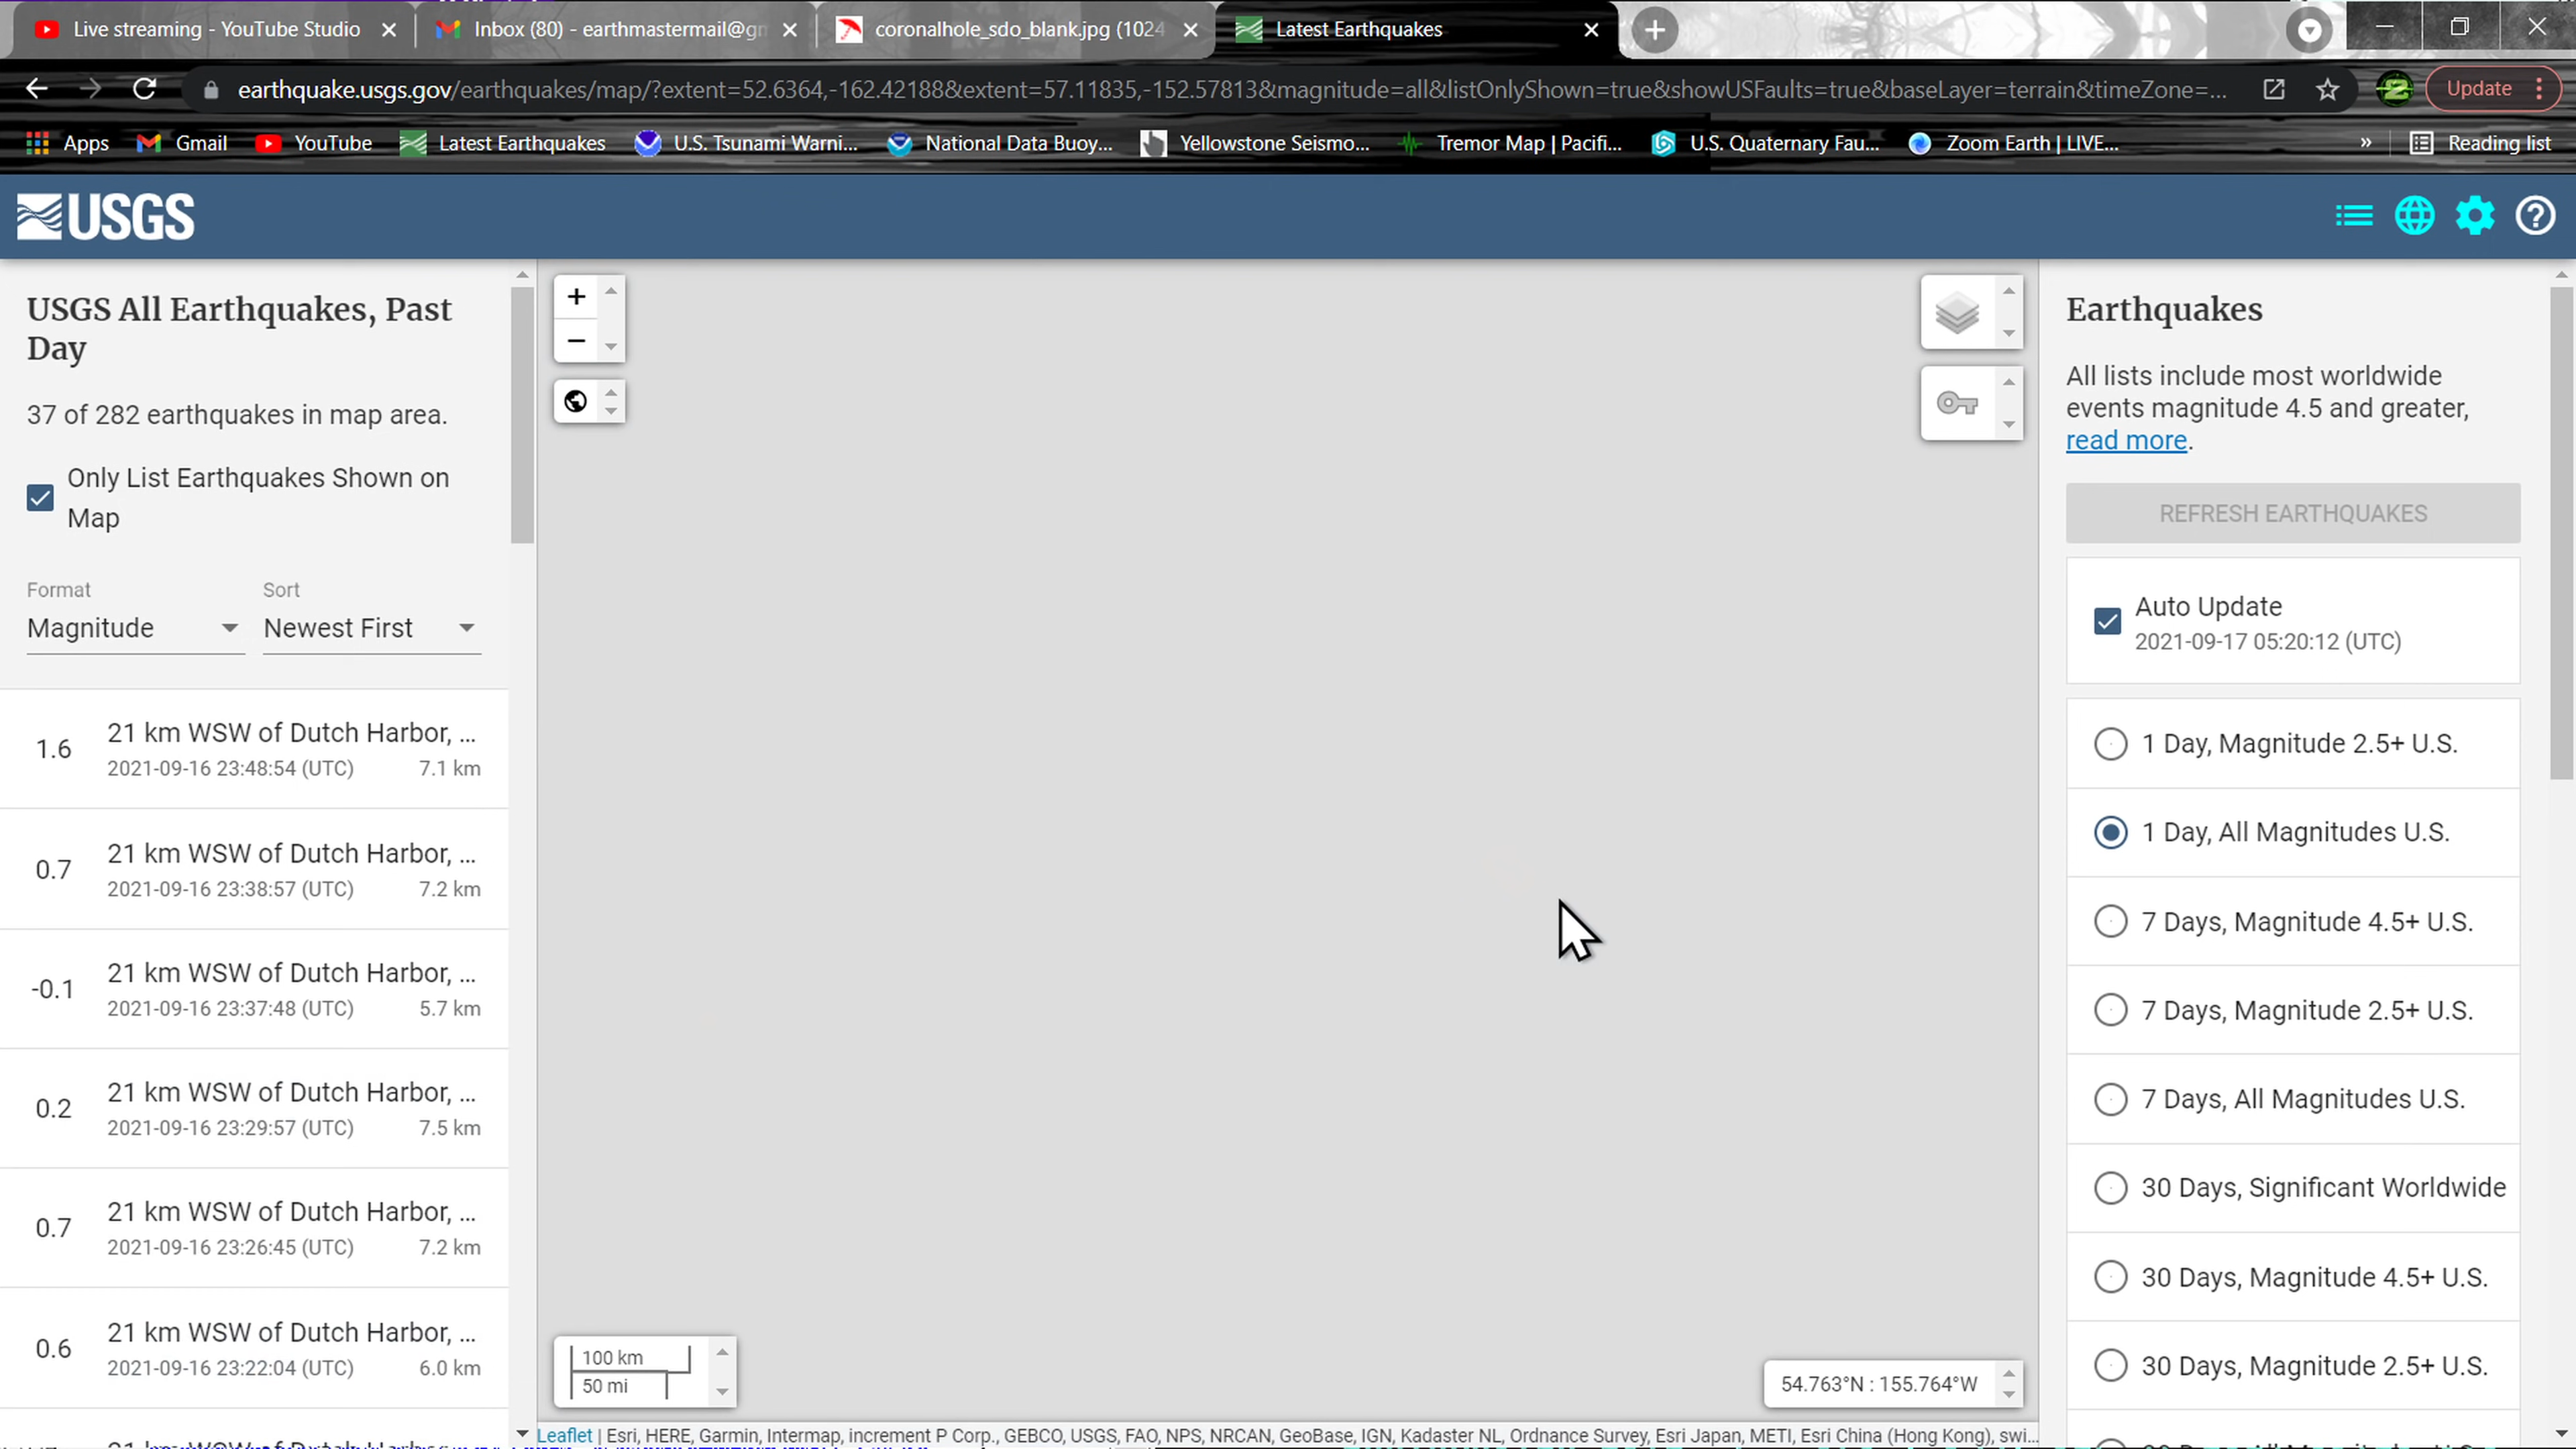 Live streaming - YouTube Studio
Inbox (80) - earthmastermail@gm
coronalhole_sdo_blank.jpg (1024
Latest Earthquakes
earthquake.usgs.gov/earthquakes/map/?extent=52.6364,-162.42188&extent=57.11835,-152.57813&magnitude=all&listOnlyShown=true&showUSFaults=true&baseLayer=terrain&timeZone=...
Update
Apps
Gmail
YouTube
Latest Earthquakes
U.S. Tsunami Warni...
National Data Buoy...
Yellowstone Seismo...
Tremor Map | Pacifi...
U.S. Quaternary Fau...
Zoom Earth | LIVE...
»
Reading list
USGS
USGS All Earthquakes, Past
Day
37 of 282 earthquakes in map area.
Only List Earthquakes Shown on
Map
Format
Sort
Magnitude
Newest First
1.6
21 km WSW of Dutch Harbor, ...
2021-09-16 23:48:54 (UTC) 7.1 km
0.7
21 km WSW of Dutch Harbor, ...
2021-09-16 23:38:57 (UTC) 7.2 km
-0.1
21 km WSW of Dutch Harbor, ...
2021-09-16 23:37:48 (UTC) 5.7 km
0.2
21 km WSW of Dutch Harbor, ...
2021-09-16 23:29:57 (UTC) 7.5 km
0.7
21 km WSW of Dutch Harbor, ...
2021-09-16 23:26:45 (UTC) 7.2 km
0.6
21 km WSW of Dutch Harbor, ...
2021-09-16 23:22:04 (UTC) 6.0 km
+
−
100 km
50 mi
54.763°N : 155.764°W
Leaflet | Esri, HERE, Garmin, Intermap, increment P Corp., GEBCO, USGS, FAO, NPS, NRCAN, GeoBase, IGN, Kadaster NL, Ordnance Survey, Esri Japan, METI, Esri China (Hong Kong), swi...
Earthquakes
All lists include most worldwide
events magnitude 4.5 and greater,
read more.
REFRESH EARTHQUAKES
Auto Update
2021-09-17 05:20:12 (UTC)
1 Day, Magnitude 2.5+ U.S.
1 Day, All Magnitudes U.S.
7 Days, Magnitude 4.5+ U.S.
7 Days, Magnitude 2.5+ U.S.
7 Days, All Magnitudes U.S.
30 Days, Significant Worldwide
30 Days, Magnitude 4.5+ U.S.
30 Days, Magnitude 2.5+ U.S.